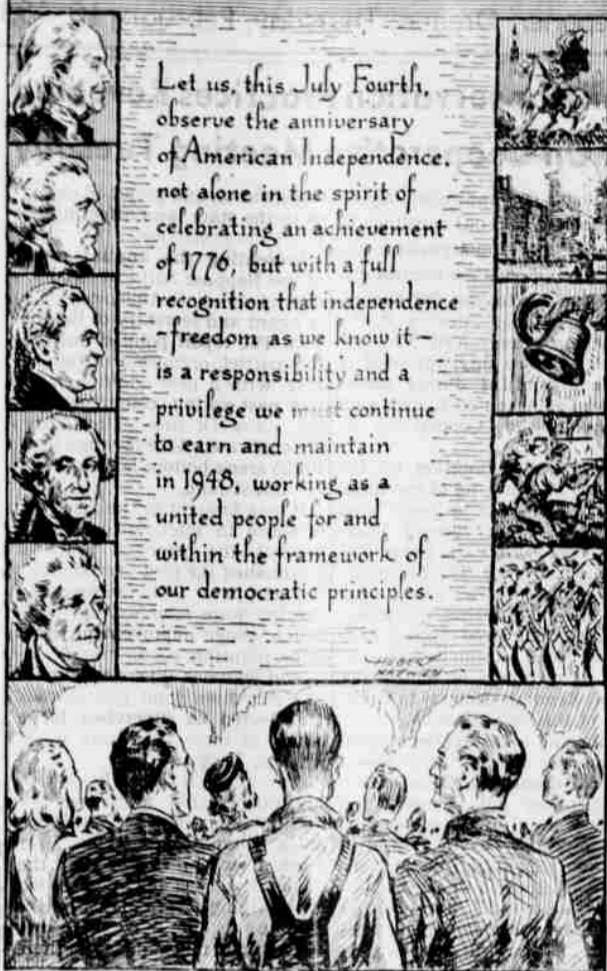 Let us, this July Fourth,
observe the anniversary
of American Independence,
not alone in the spirit of
celebrating an achievement
of 1776, but with a full
recognition that independence
-freedom as we know it-
is a responsibility and a
privilege we must continue
to earn and maintain
in 1948, working as a
united people for and
within the framework of
our democratic principles.
HUBERT